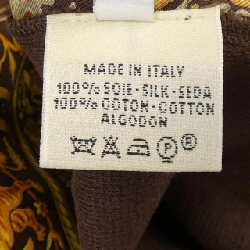 MADE IN ITALY
100% SOIE-SILK-SEDA
100% COTON-COTTON
ALGODON
P ®